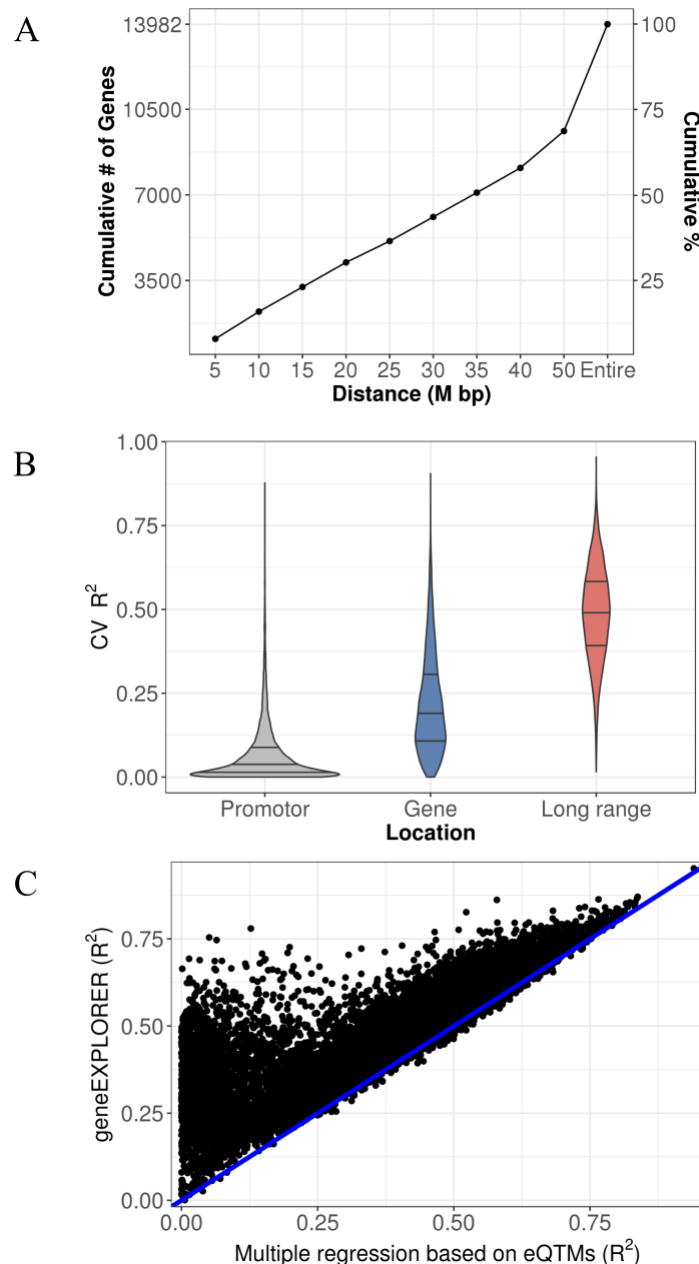 A
Cumulative # of Genes
13982
10500
7000
3500
100
75
50
25
Cumulative %
5 10 15 20 25 30 35 40 50 Entire
Distance (M bp)
B
CV R²
1.00
0.75
0.50
0.25
0.00
Promotor Gene Long range
Location
C
geneEXPLORER (R²)
0.75
0.50
0.25
0.00
0.00 0.25 0.50 0.75
Multiple regression based on eQTMs (R²)